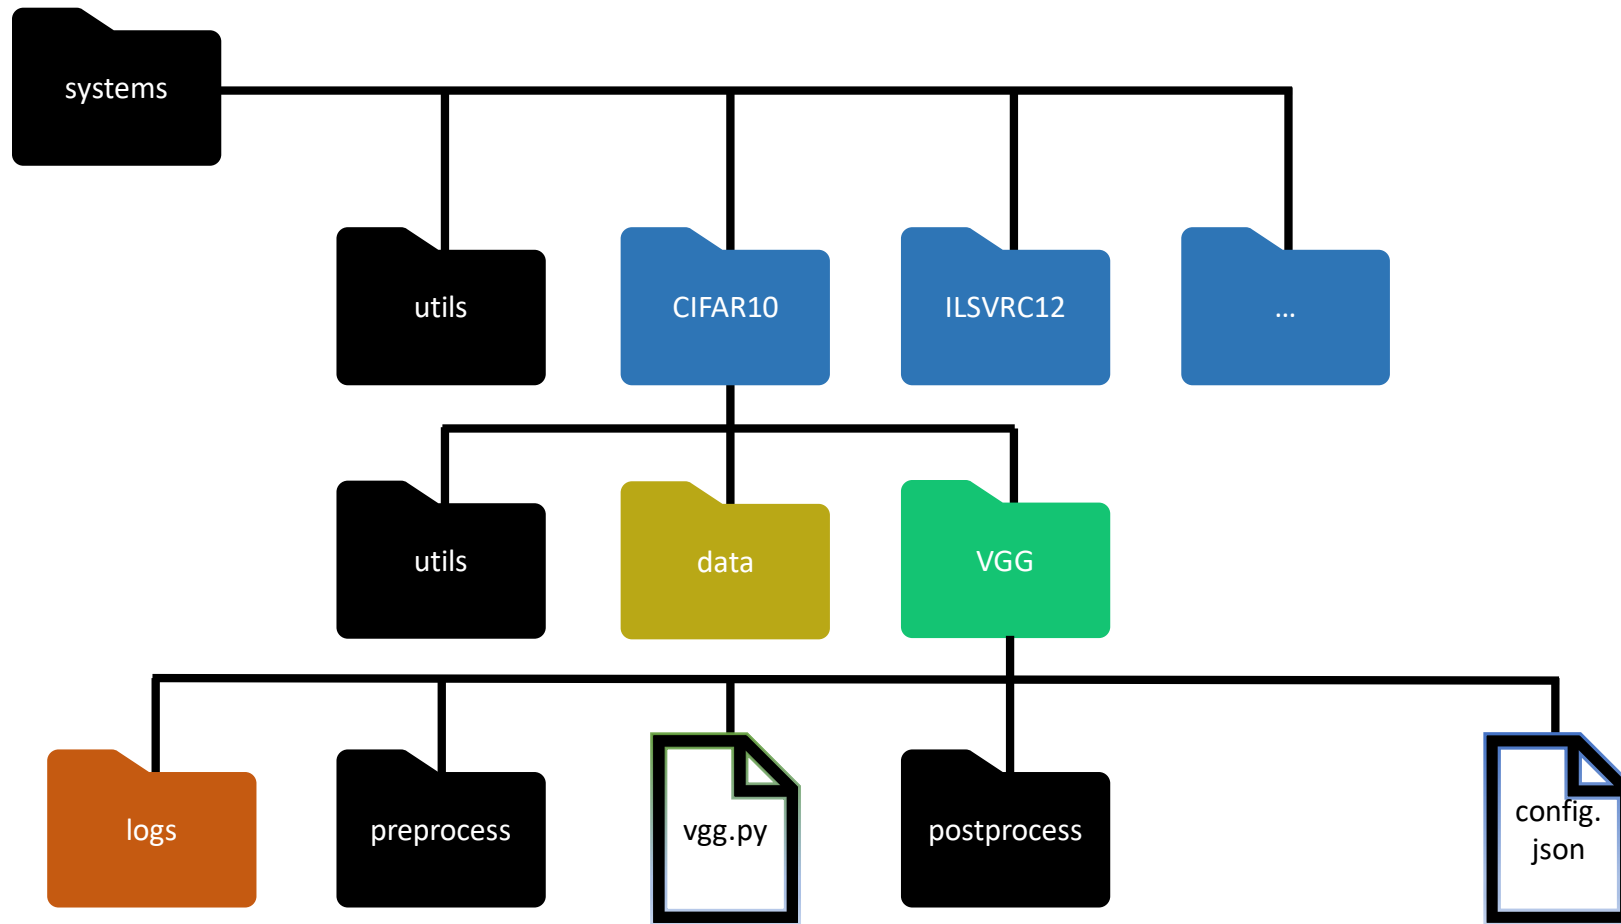 systems
utils
CIFAR10
ILSVRC12
...
utils
data
VGG
logs
preprocess
vgg.py
postprocess
config.
json